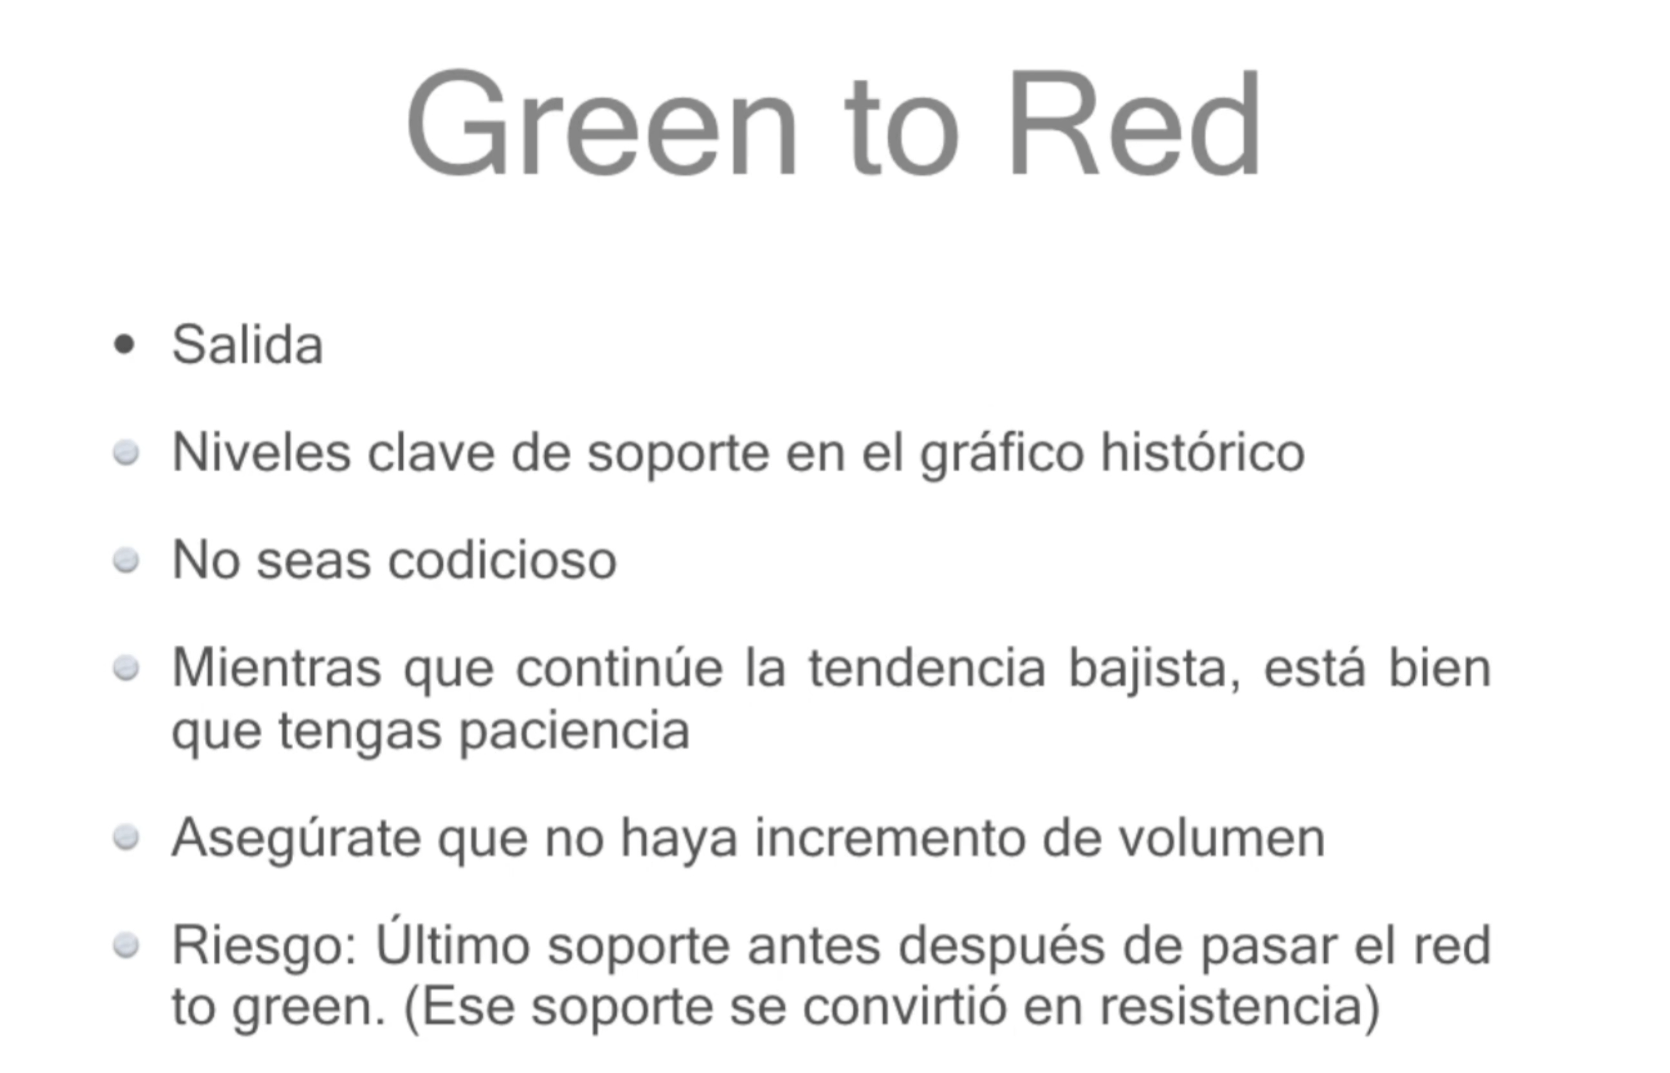 Green to Red
• Salida
Niveles clave de soporte en el gráfico histórico
No seas codicioso
Mientras que continúe la tendencia bajista, está bien
que tengas paciencia
Asegúrate que no haya incremento de volumen
Riesgo: Último soporte antes después de pasar el red
to green. (Ese soporte se convirtió en resistencia)